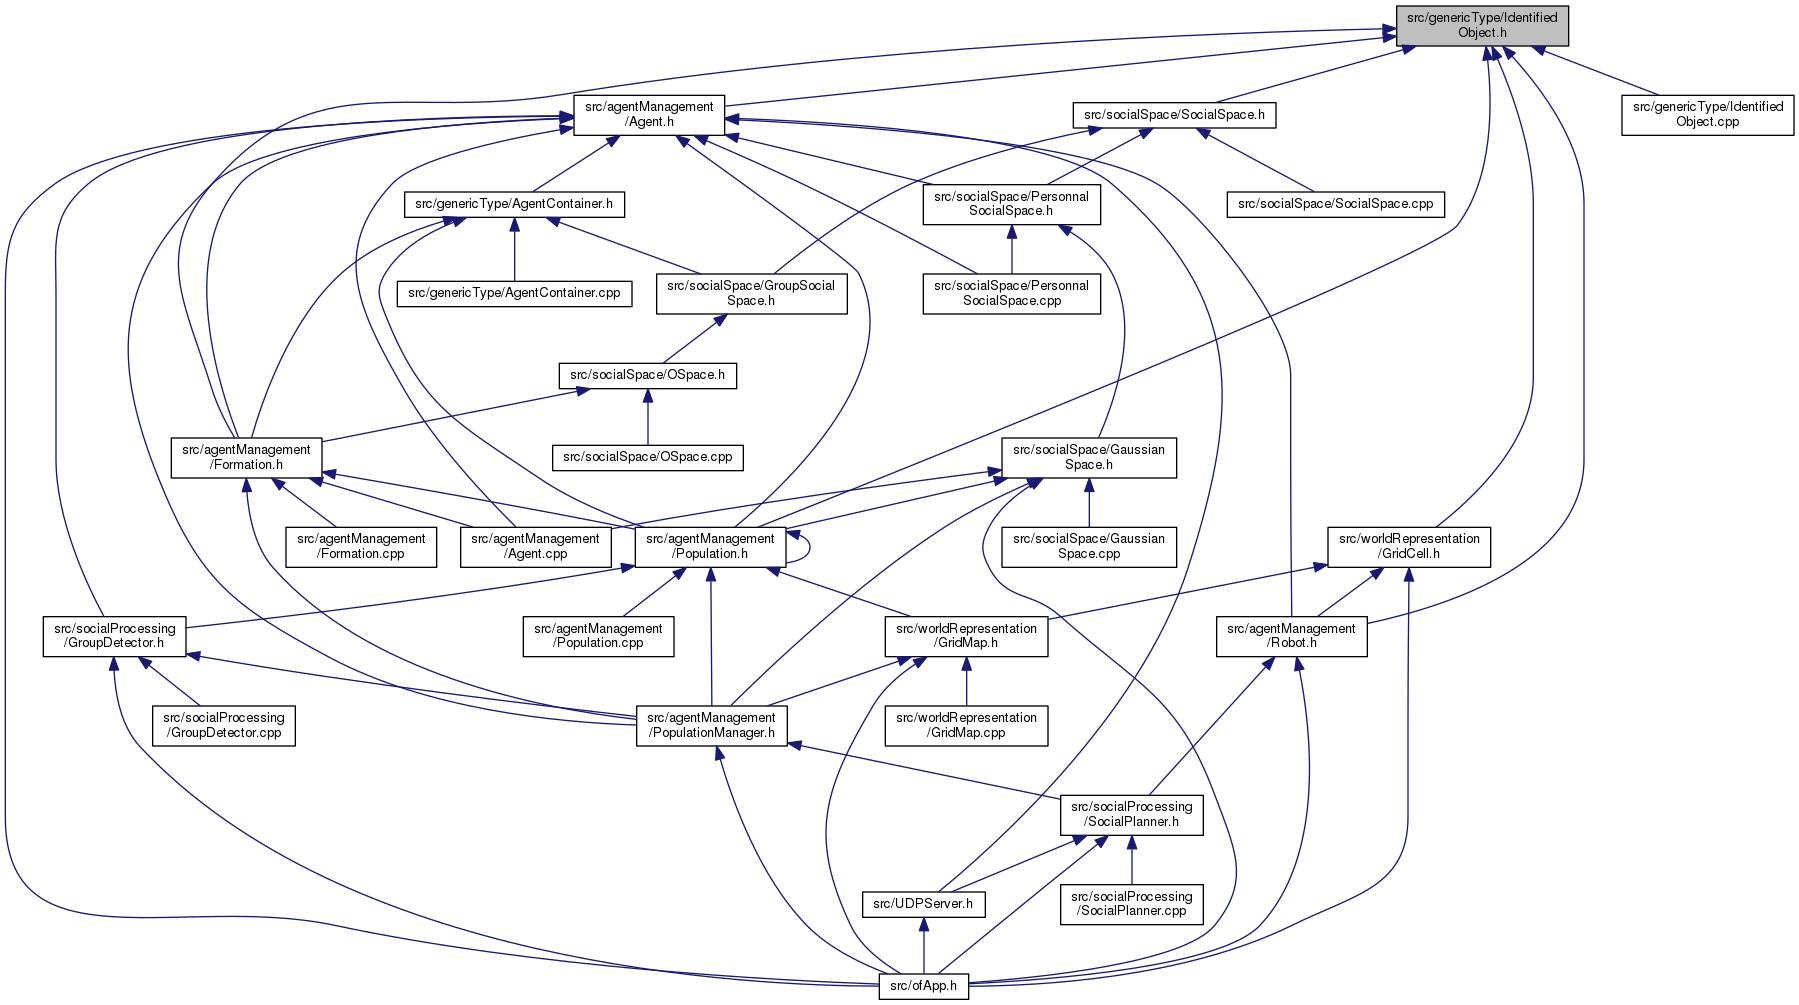 src/genericType/Identified
Object.h
src/agentManagement
/Agent.h
src/socialSpace/SocialSpace.h
src/genericType/Identified
Object.cpp
src/genericType/AgentContainer.h
src/socialSpace/Personnal
SocialSpace.h
src/socialSpace/SocialSpace.cpp
src/genericType/AgentContainer.cpp
src/socialSpace/GroupSocial
Space.h
src/socialSpace/Personnal
SocialSpace.cpp
src/socialSpace/OSpace.h
src/agentManagement
/Formation.h
src/socialSpace/OSpace.cpp
src/socialSpace/Gaussian
Space.h
src/agentManagement
/Formation.cpp
src/agentManagement
/Agent.cpp
src/agentManagement
/Population.h
src/socialSpace/Gaussian
Space.cpp
src/worldRepresentation
/GridCell.h
src/socialProcessing
/GroupDetector.h
src/agentManagement
/Population.cpp
src/worldRepresentation
/GridMap.h
src/agentManagement
/Robot.h
src/socialProcessing
/GroupDetector.cpp
src/agentManagement
/PopulationManager.h
src/worldRepresentation
/GridMap.cpp
src/socialProcessing
/SocialPlanner.h
src/UDPServer.h
src/socialProcessing
/SocialPlanner.cpp
src/ofApp.h